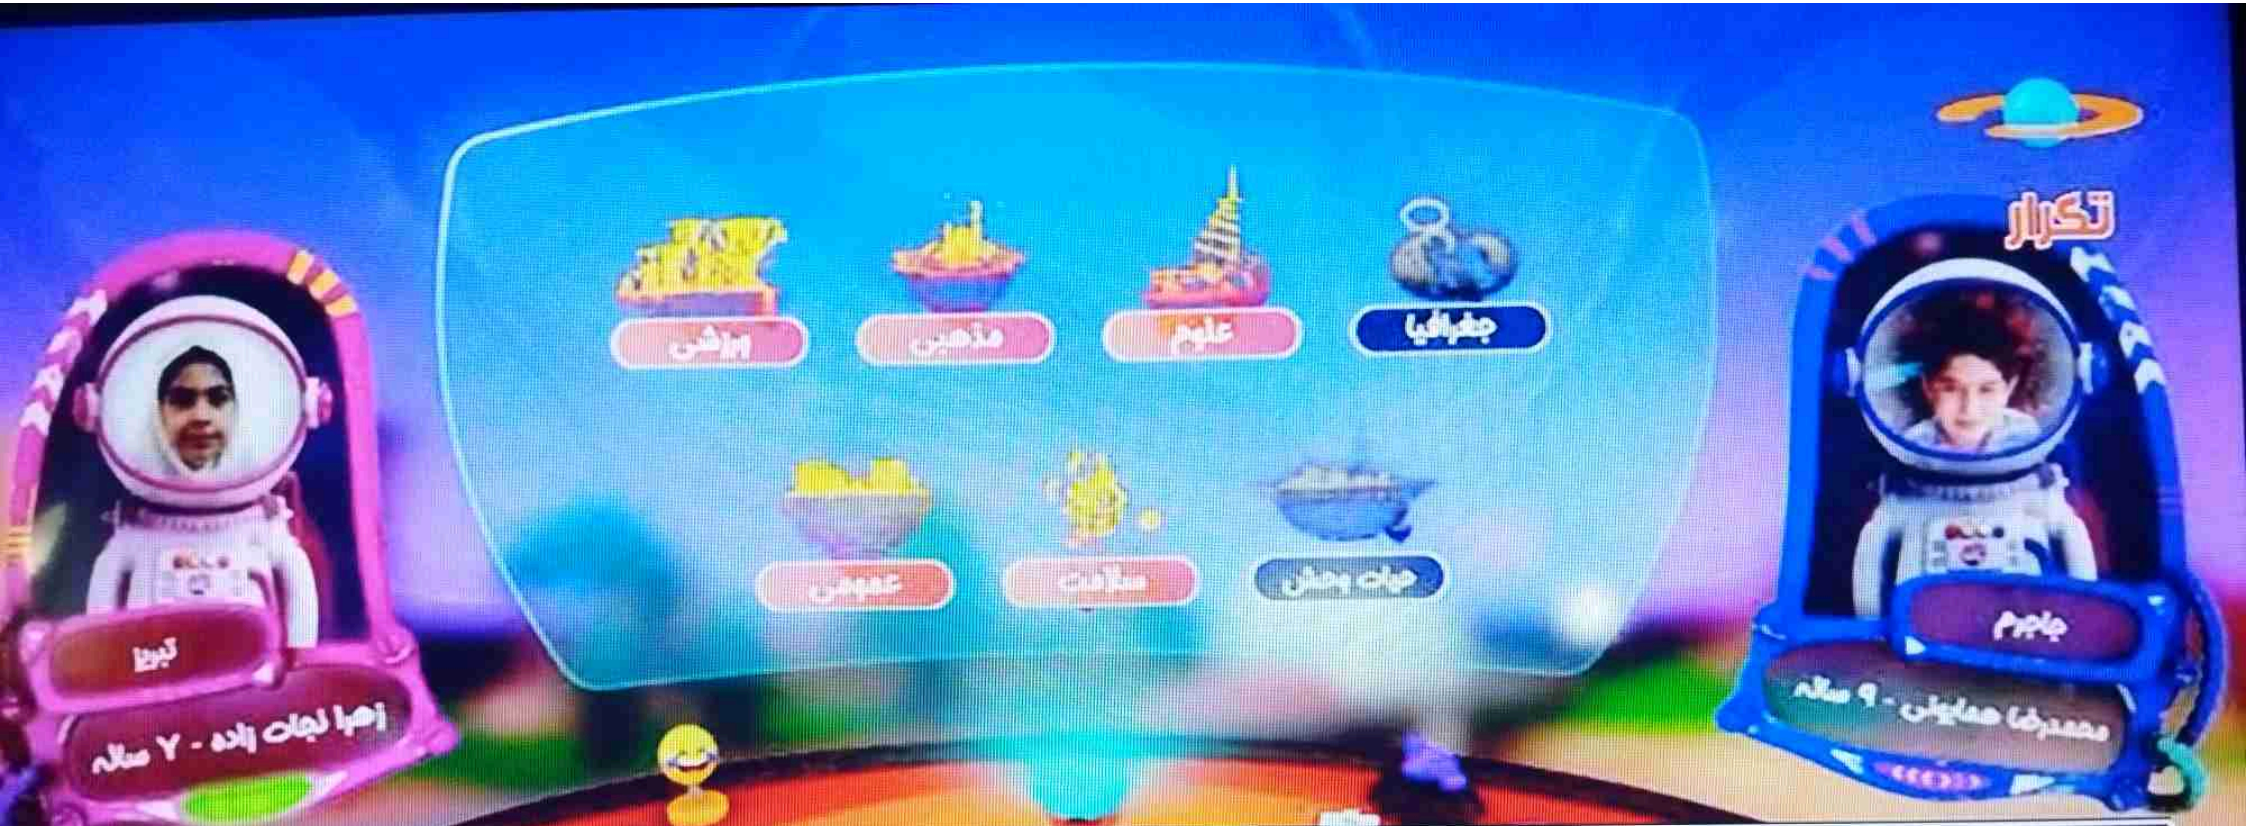 تکرار
جغرافیا
علوم
مذهبی
ورزشی
حیات وحش
سلامت
عمومی
جاجرم
محمدرضا همایونی - ۹ ساله
تبریز
زهرا نجات زاده - ۷ ساله